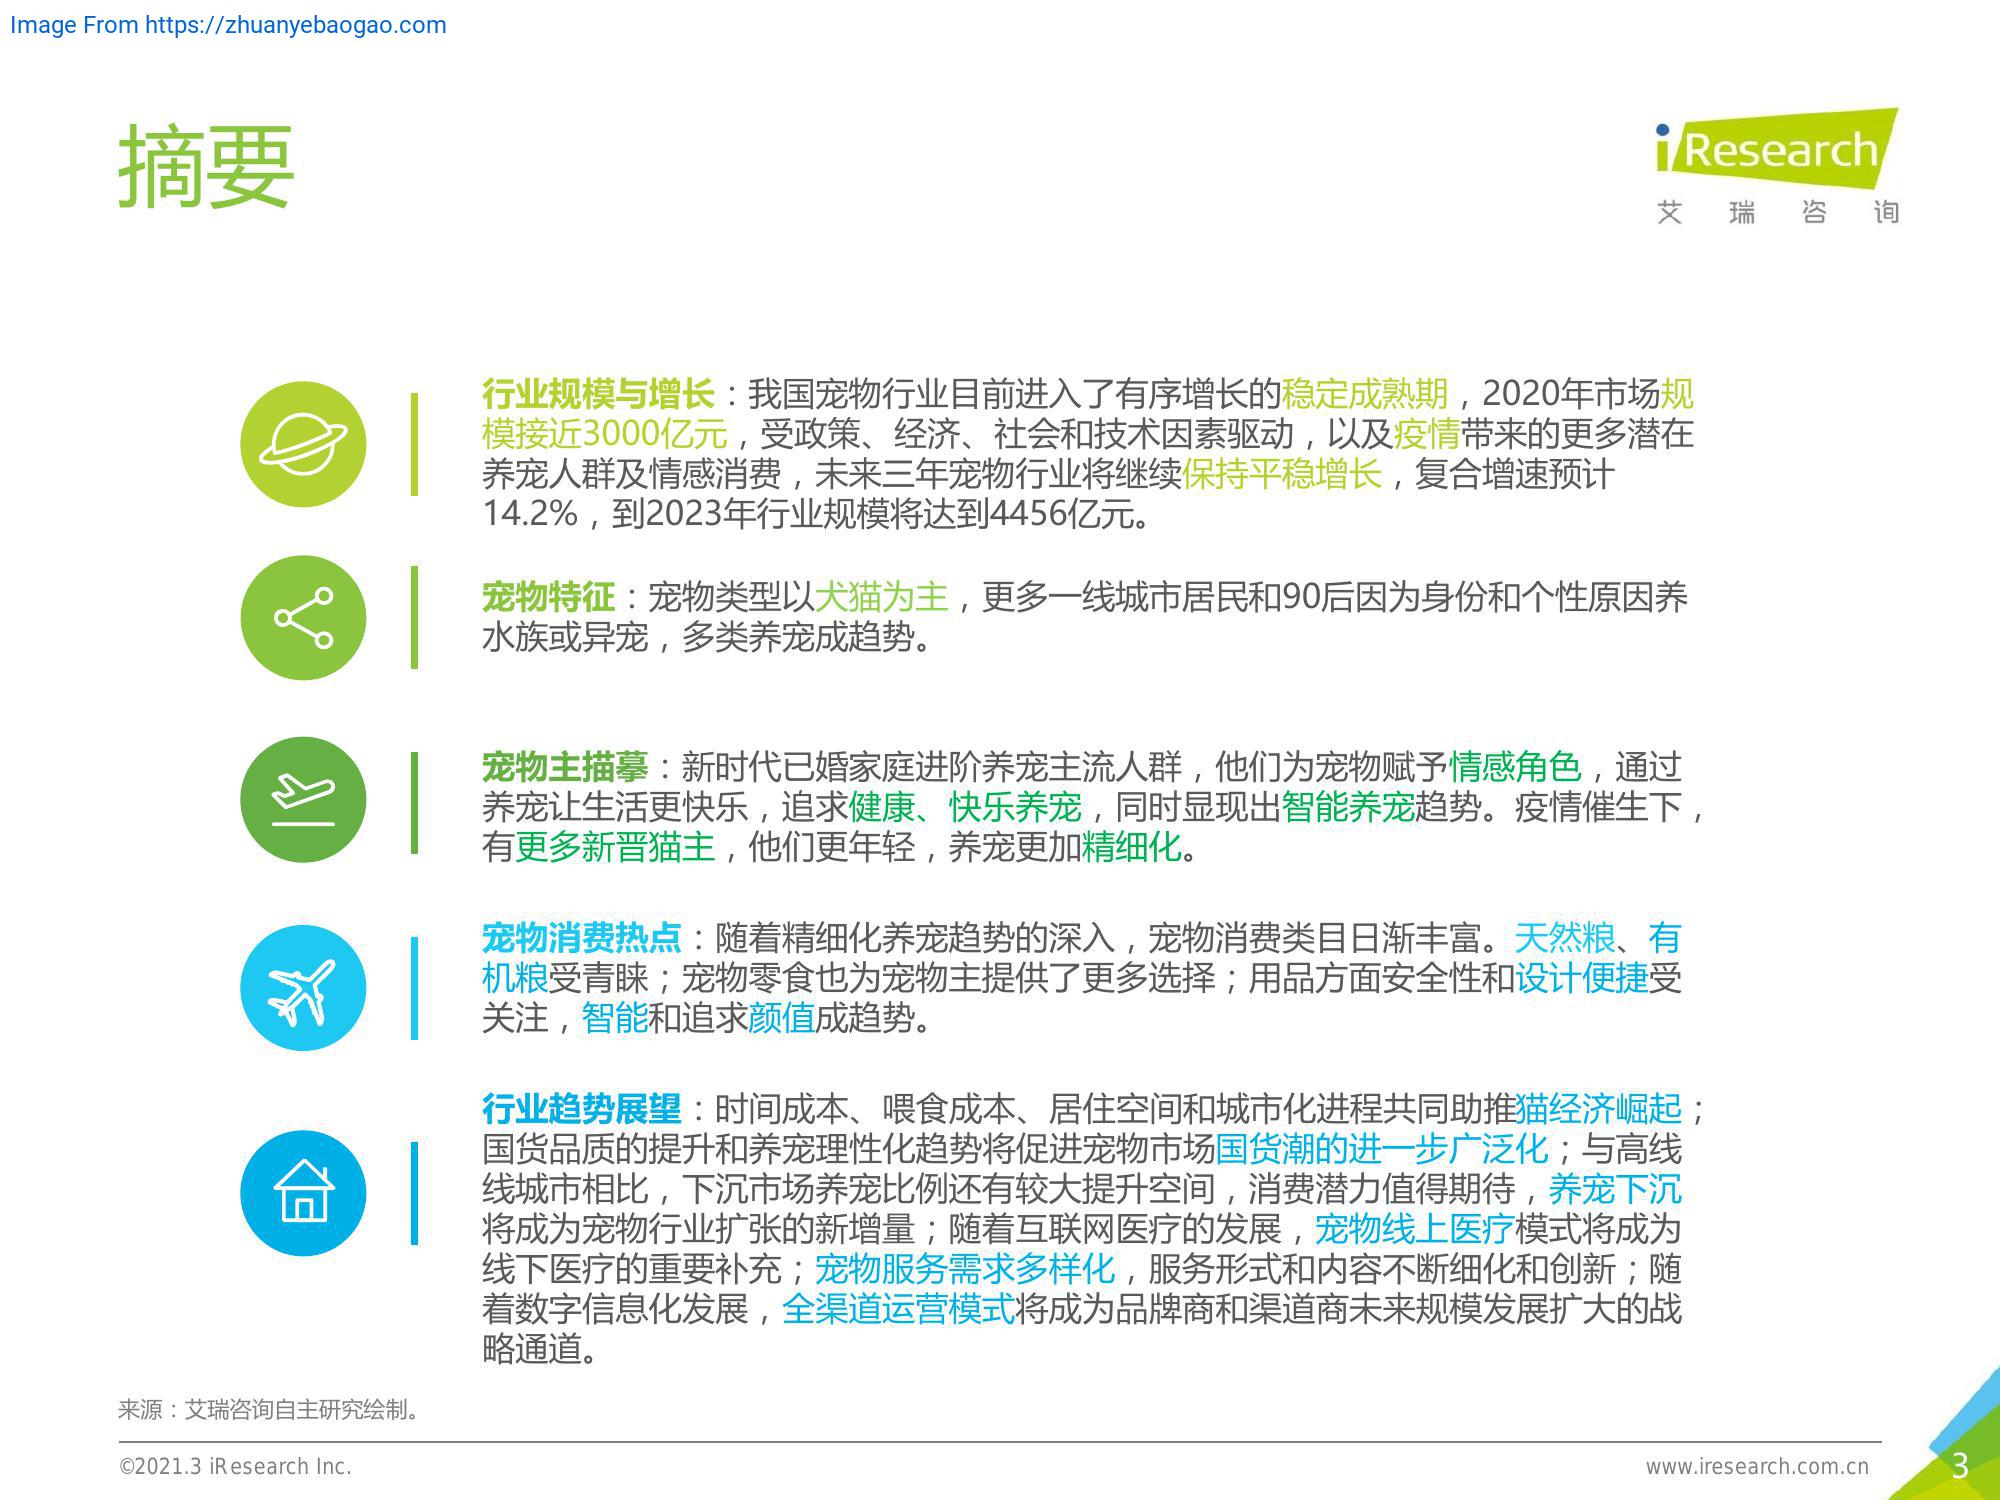 Image From https://zhuanyebaogao.com
摘要
iResearch
艾瑞咨询
行业规模与增长：我国宠物行业目前进入了有序增长的稳定成熟期，2020年市场规
模接近3000亿元，受政策、经济、社会和技术因素驱动，以及疫情带来的更多潜在
养宠人群及情感消费，未来三年宠物行业将继续保持平稳增长，复合增速预计
14.2%，到2023年行业规模将达到4456亿元。
宠物特征：宠物类型以犬猫为主，更多一线城市居民和90后因为身份和个性原因养
水族或异宠，多类养宠成趋势。
宠物主描摹：新时代已婚家庭进阶养宠主流人群，他们为宠物赋予情感角色，通过
养宠让生活更快乐，追求健康、快乐养宠，同时显现出智能养宠趋势。疫情催生下，
有更多新晋猫主，他们更年轻，养宠更加精细化。
宠物消费热点：随着精细化养宠趋势的深入，宠物消费类目日渐丰富。天然粮、有
机粮受青睐；宠物零食也为宠物主提供了更多选择；用品方面安全性和设计便捷受
关注，智能和追求颜值成趋势。
行业趋势展望：时间成本、喂食成本、居住空间和城市化进程共同助推猫经济崛起；
国货品质的提升和养宠理性化趋势将促进宠物市场国货潮的进一步广泛化；与高线
线城市相比，下沉市场养宠比例还有较大提升空间，消费潜力值得期待，养宠下沉
将成为宠物行业扩张的新增量；随着互联网医疗的发展，宠物线上医疗模式将成为
线下医疗的重要补充；宠物服务需求多样化，服务形式和内容不断细化和创新；随
着数字信息化发展，全渠道运营模式将成为品牌商和渠道商未来规模发展扩大的战
略通道。
来源：艾瑞咨询自主研究绘制。
©2021.3 iResearch Inc.
www.iresearch.com.cn
3